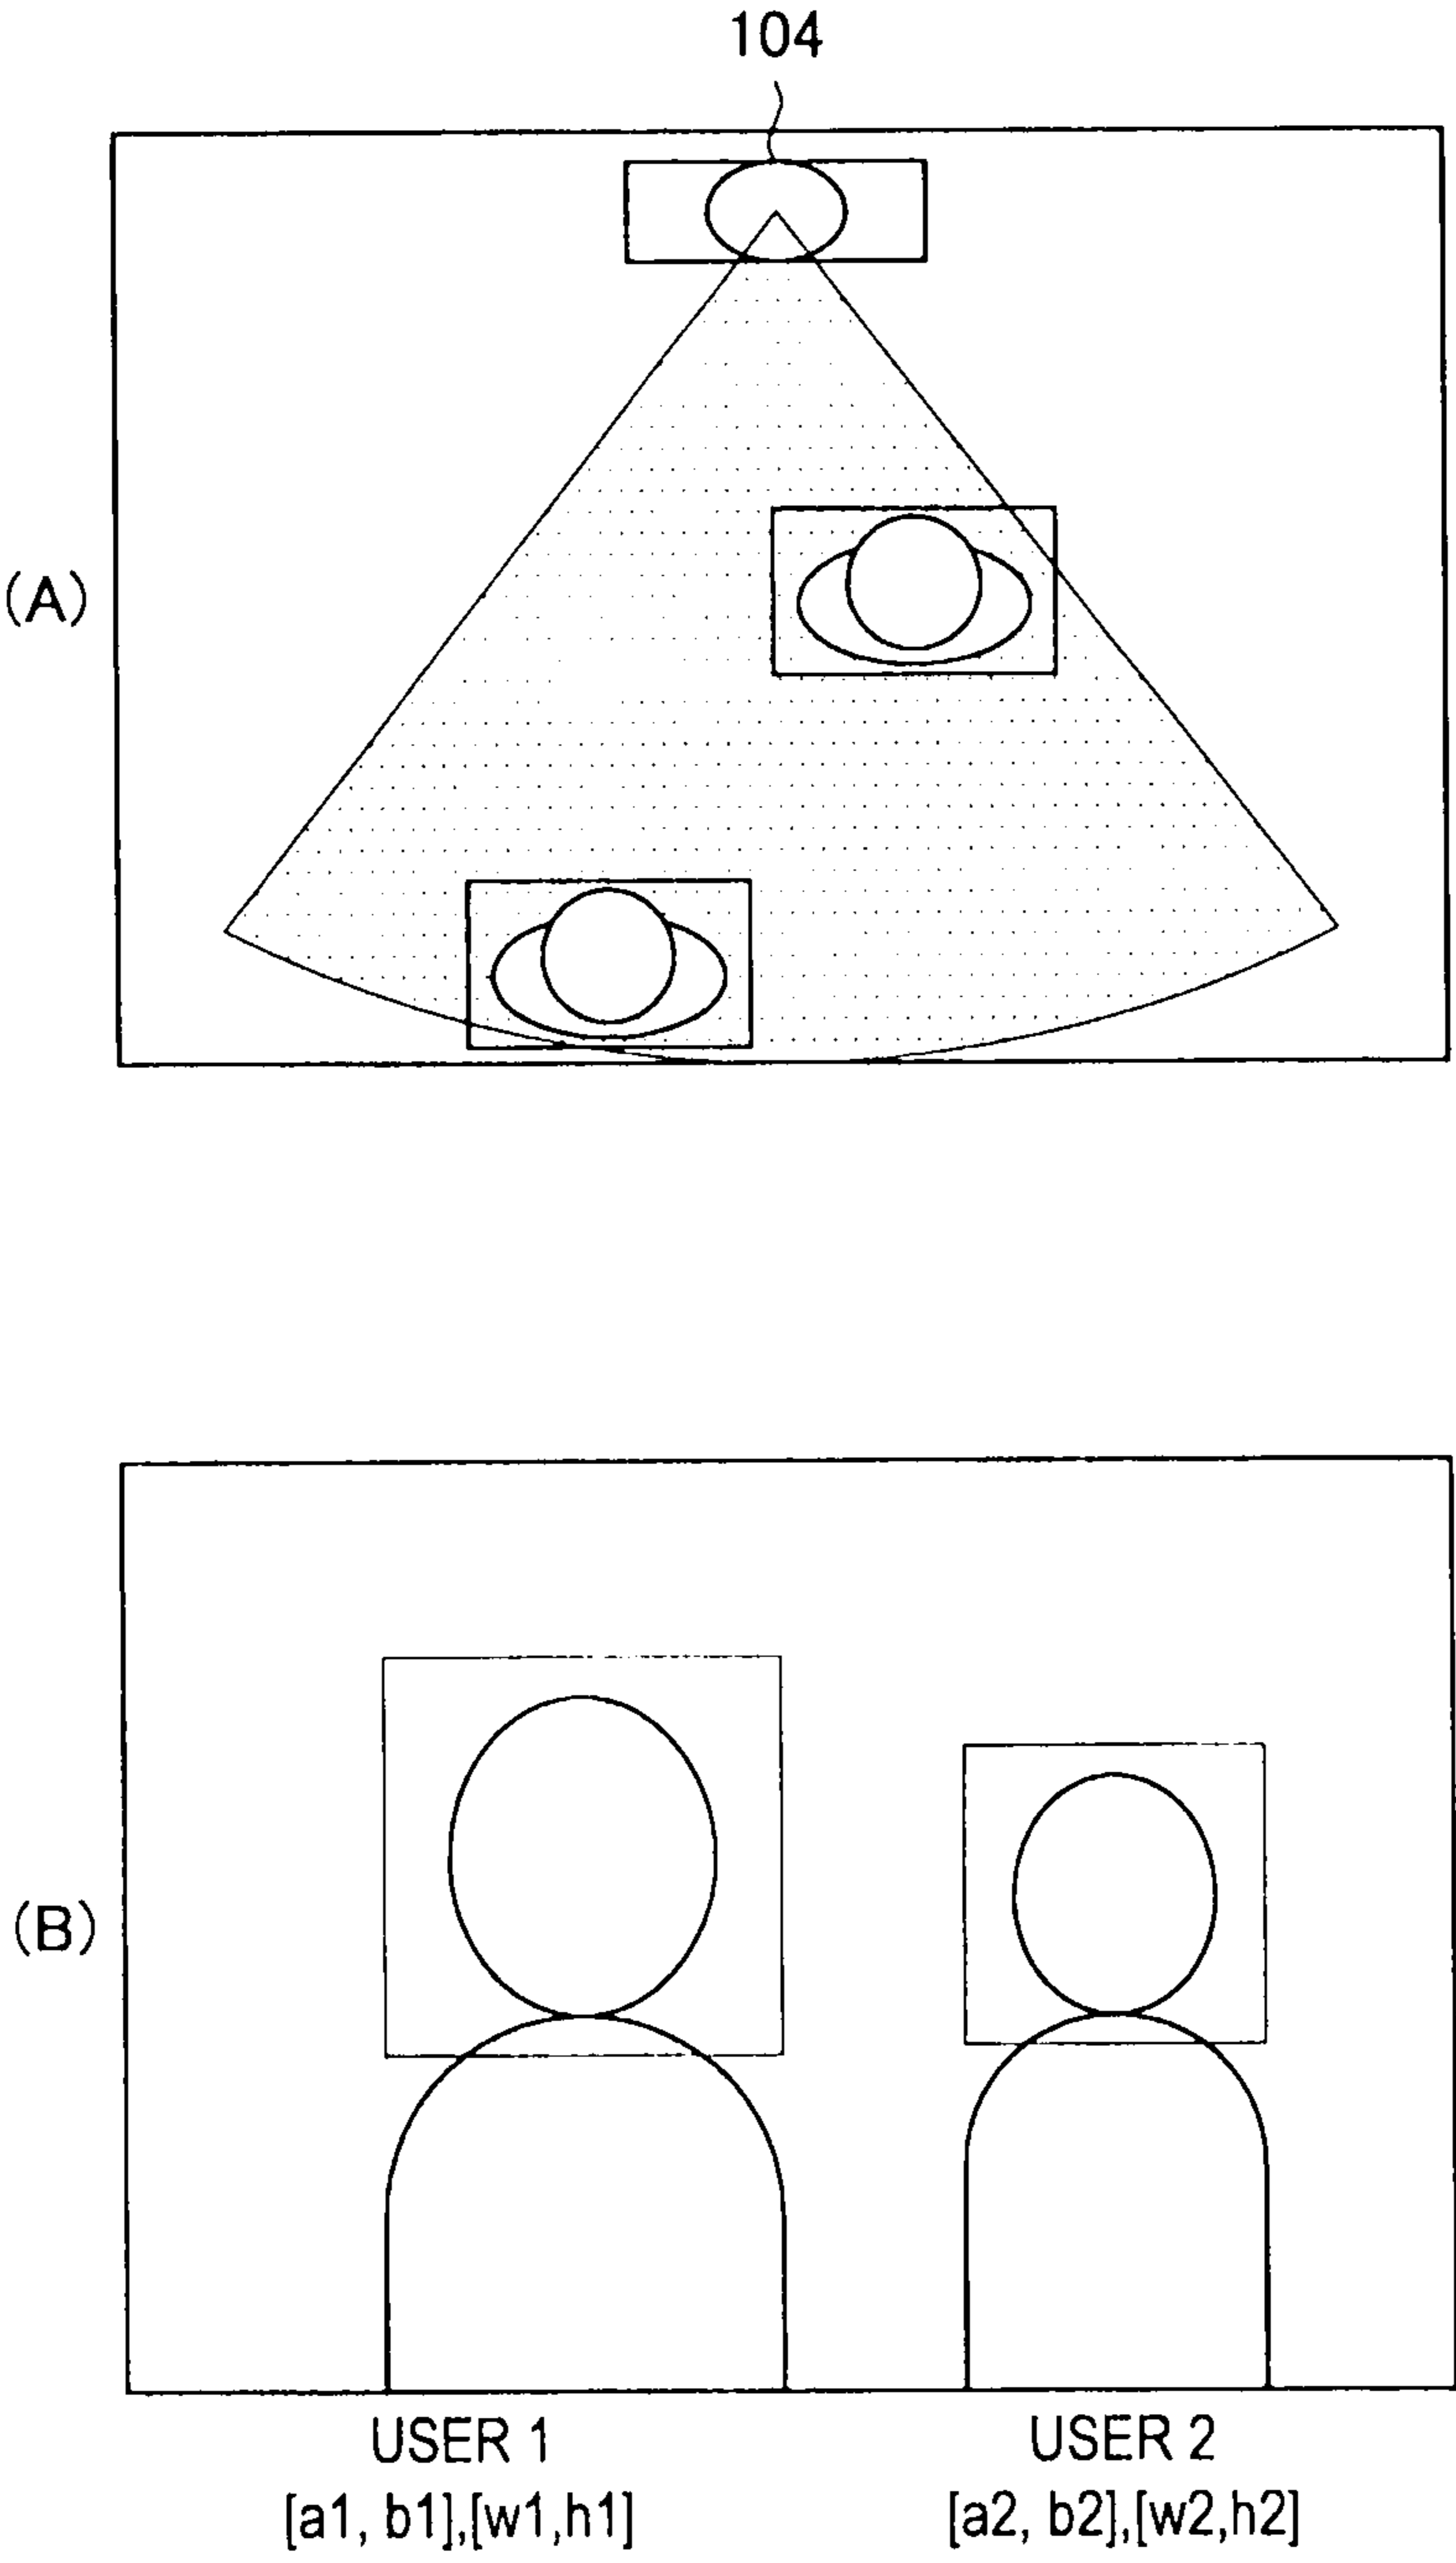 104
(A)
(B)
USER 1
[a1, b1],[w1,h1]
USER 2
[a2, b2],[w2,h2]